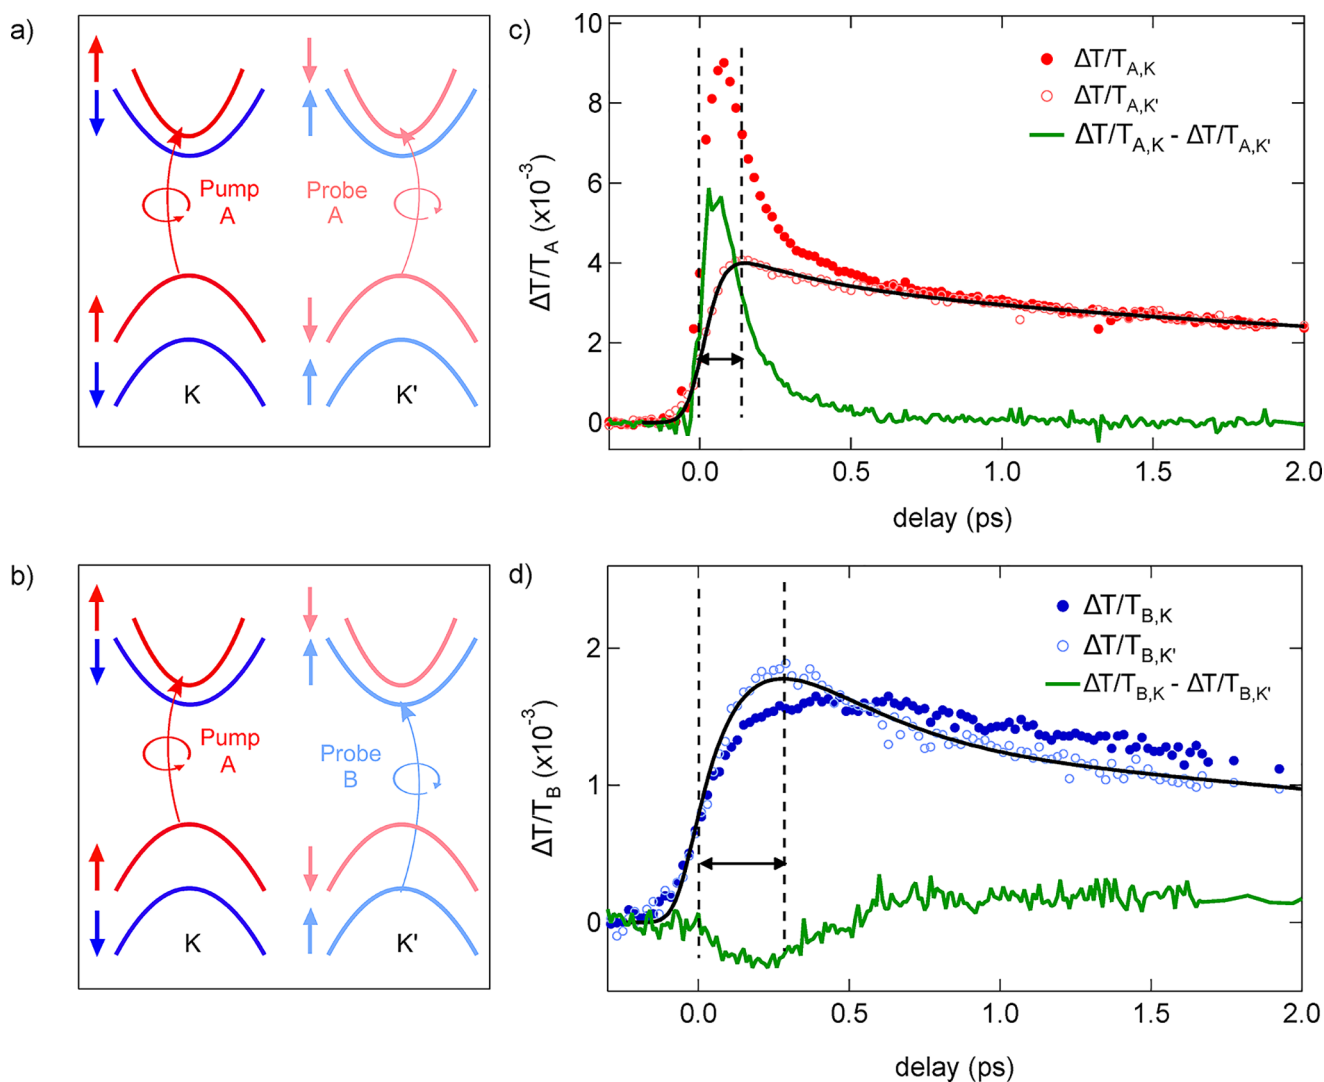 a)
Pump
A
Probe
A
K
K'
c)
10
8
6
4
2
0
ΔT/T_A (x10⁻³)
ΔT/T_A,K
ΔT/T_A,K'
ΔT/T_A,K - ΔT/T_A,K'
0.0
0.5
1.0
1.5
2.0
delay (ps)
b)
Pump
A
Probe
B
K
K'
d)
2
1
0
ΔT/T_B (x10⁻³)
ΔT/T_B,K
ΔT/T_B,K'
ΔT/T_B,K - ΔT/T_B,K'
0.0
0.5
1.0
1.5
2.0
delay (ps)